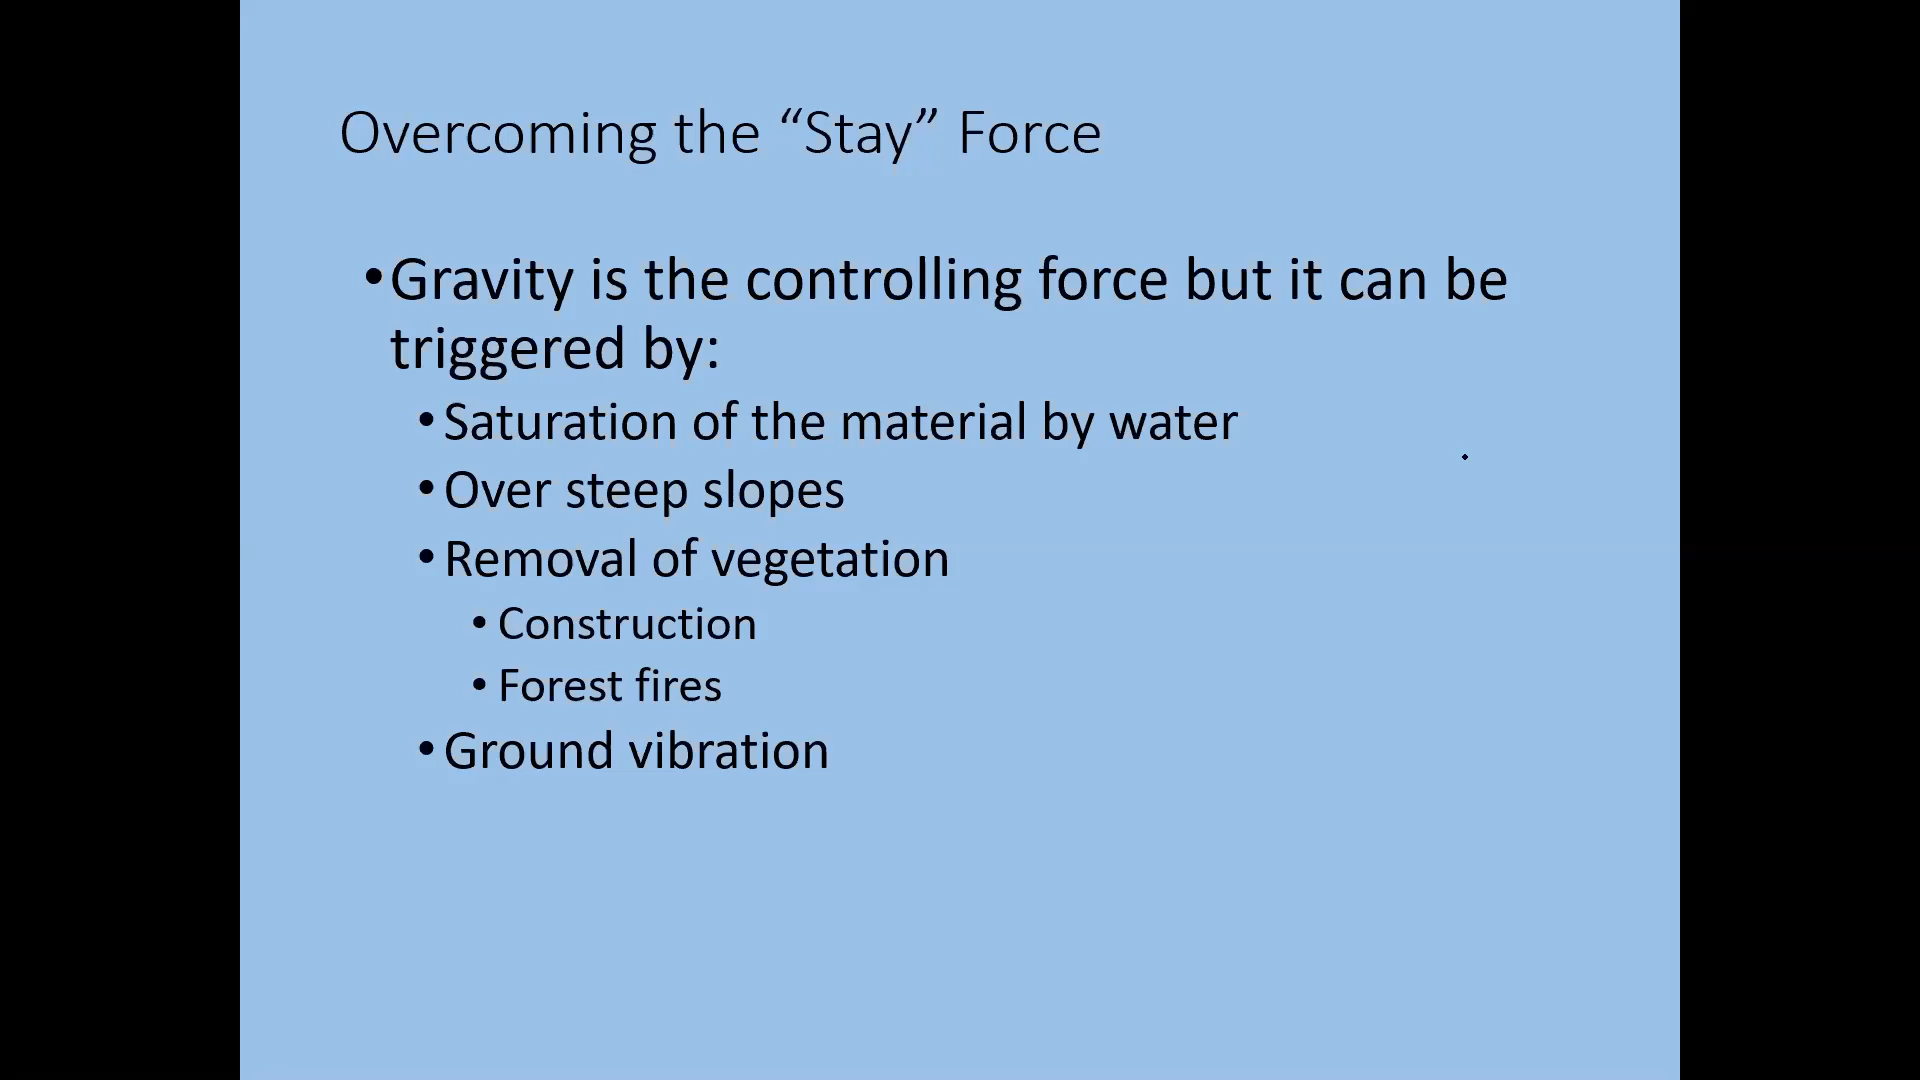 Overcoming the “Stay” Force
•Gravity is the controlling force but it can be
triggered by:
•Saturation of the material by water
•Over steep slopes
•Removal of vegetation
•Construction
•Forest fires
•Ground vibration